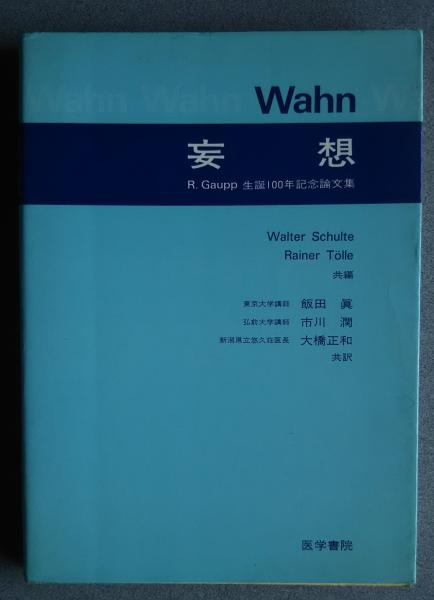 Wahn Wahn Wahn W
妄 想
R. Gaupp 生誕100年記念論文集
Walter Schulte
Rainer Tölle
共編
東京大学講師 飯田 眞
弘前大学講師 市川 潤
新潟県立悠久荘医長 大橋正和
共訳
医学書院